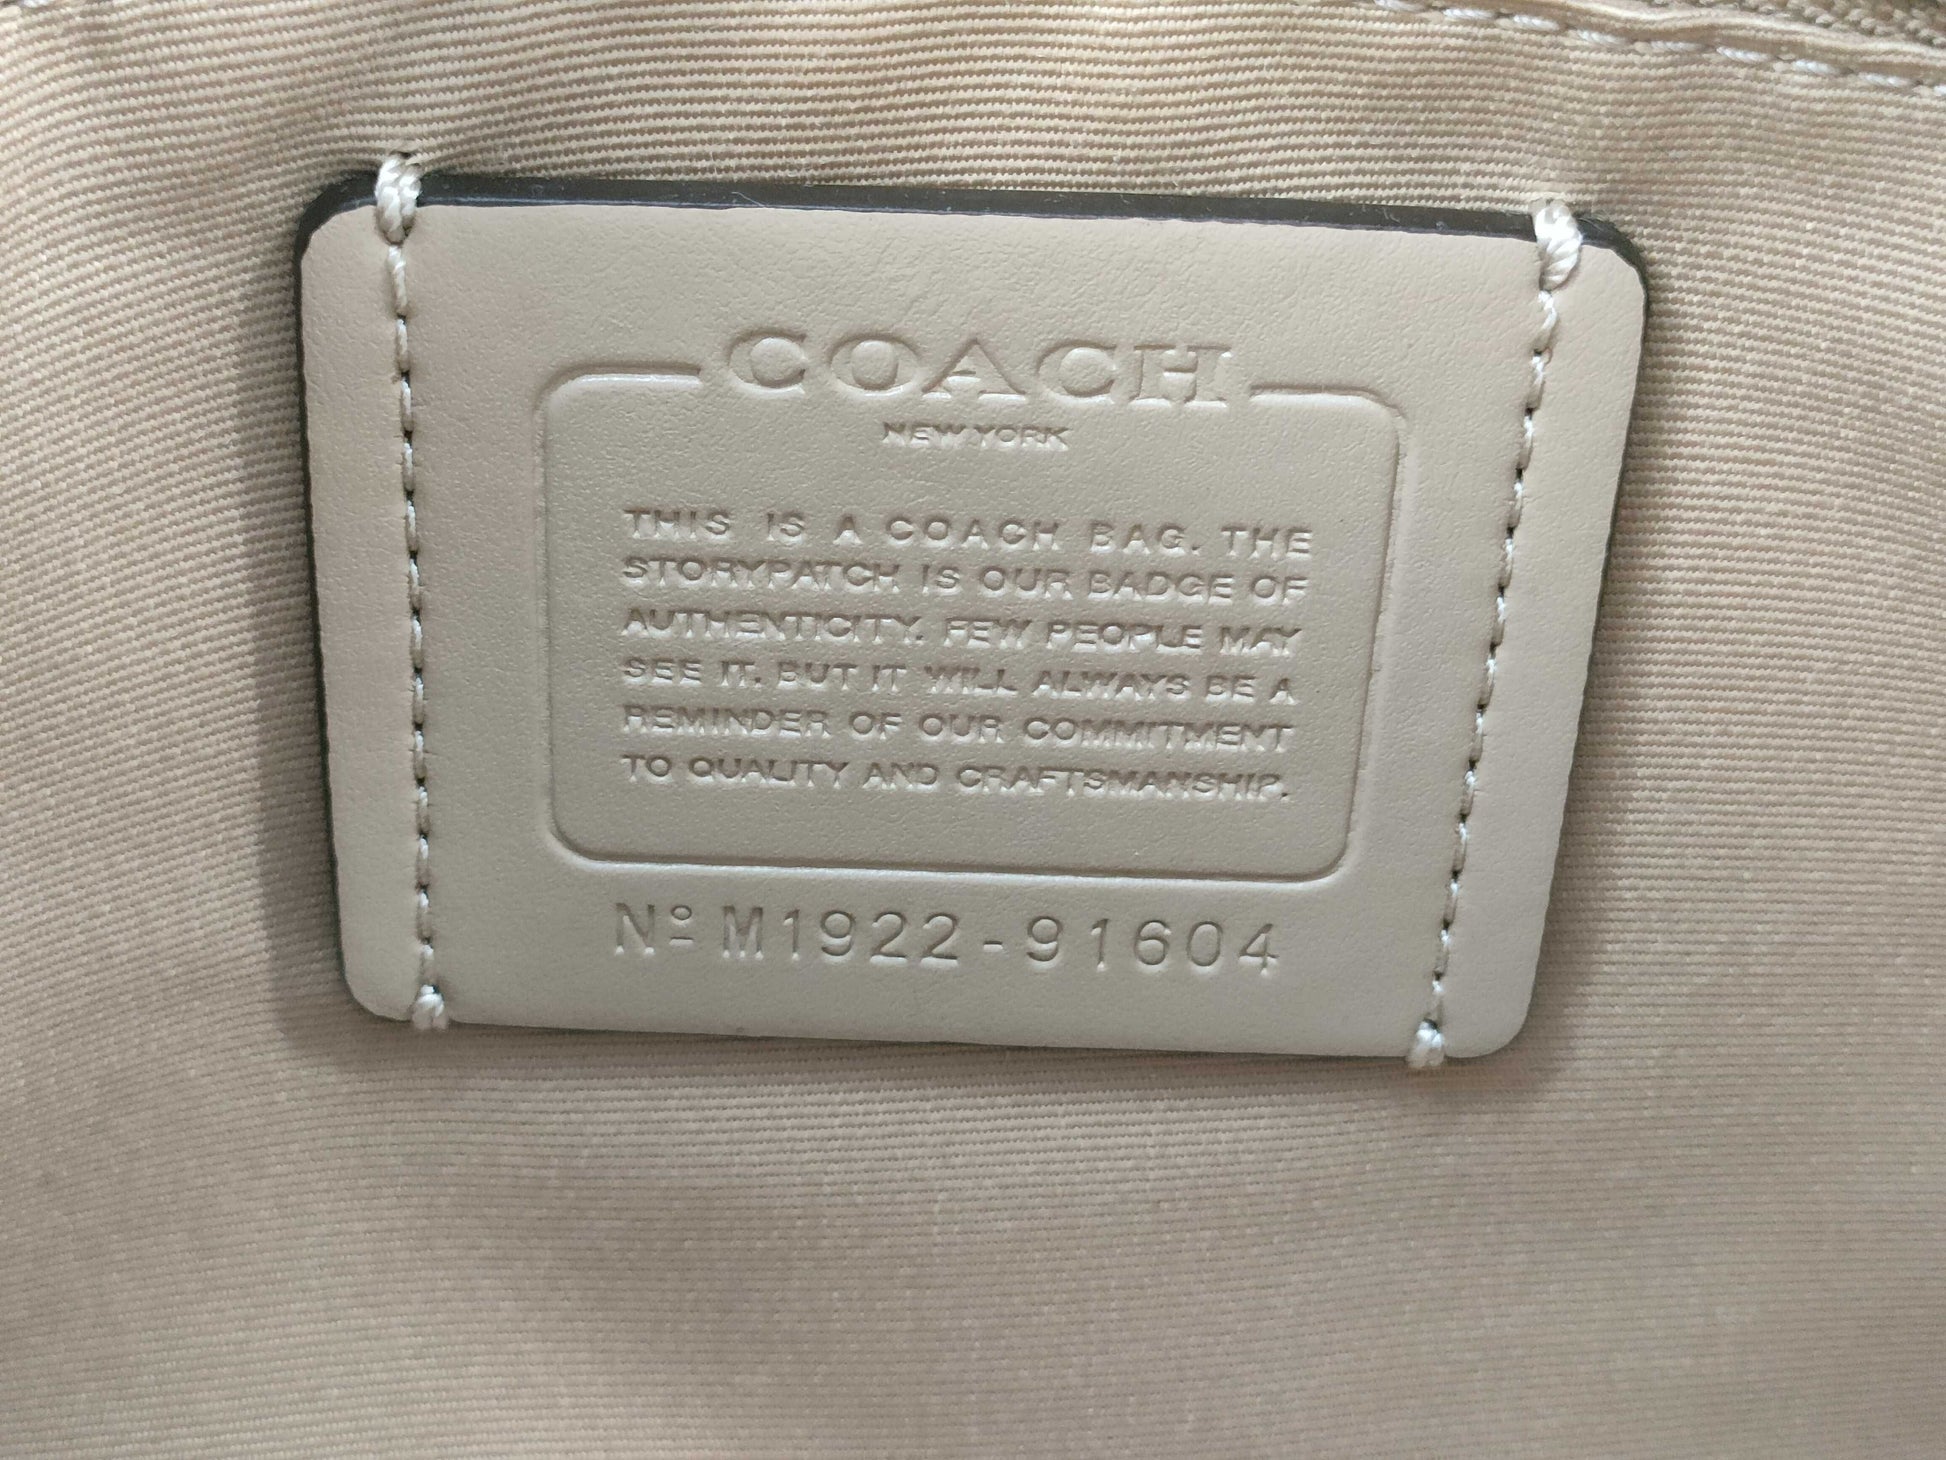 COACH
NEW YORK
THIS IS A COACH BAG. THE
STORYPATCH IS OUR BADGE OF
AUTHENTICITY. FEW PEOPLE MAY
SEE IT. BUT IT WILL ALWAYS BE A
REMINDER OF OUR COMMITMENT
TO QUALITY AND CRAFTSMANSHIP.
Nº M1922-91604